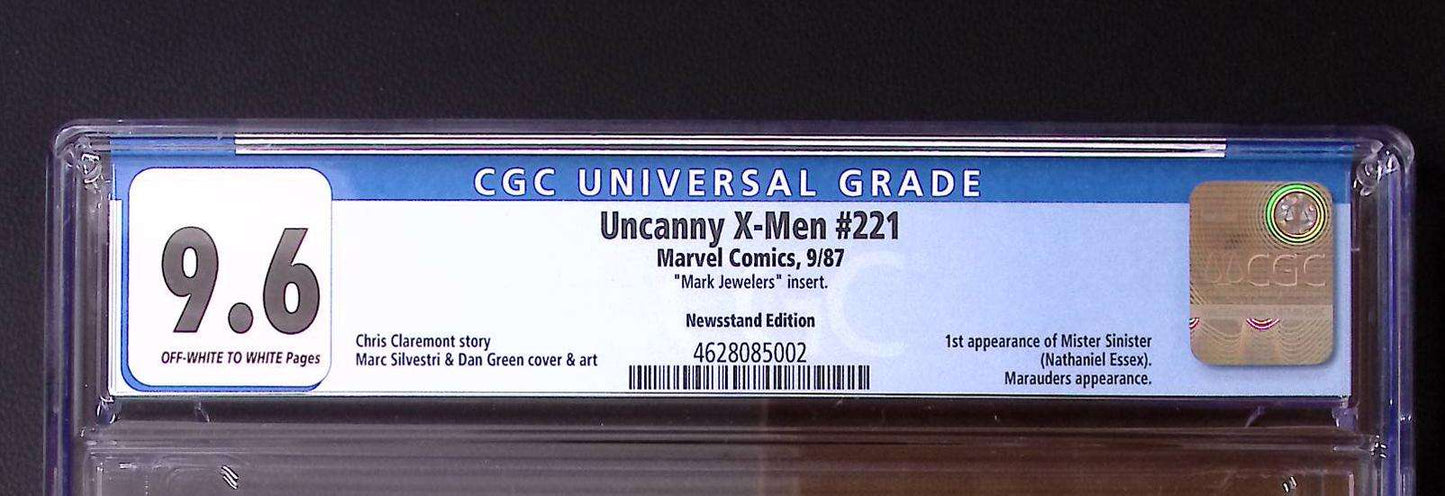 CGC UNIVERSAL GRADE
9.6
OFF-WHITE TO WHITE Pages
Uncanny X-Men #221
Marvel Comics, 9/87
"Mark Jewelers" insert.
Newsstand Edition
4628085002
Chris Claremont story
Marc Silvestri & Dan Green cover & art
1st appearance of Mister Sinister
(Nathaniel Essex).
Marauders appearance.
CGC